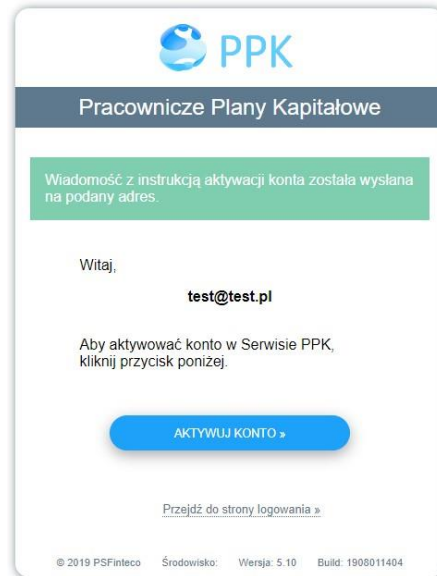 PPK
Pracownicze Plany Kapitałowe
Wiadomość z instrukcją aktywacji konta została wysłana
na podany adres.
Witaj,
test@test.pl
Aby aktywować konto w Serwisie PPK,
kliknij przycisk poniżej.
AKTYWUJ KONTO »
Przejdź do strony logowania »
© 2019 PSFinteco Środowisko: Wersja: 5.10 Build: 1908011404